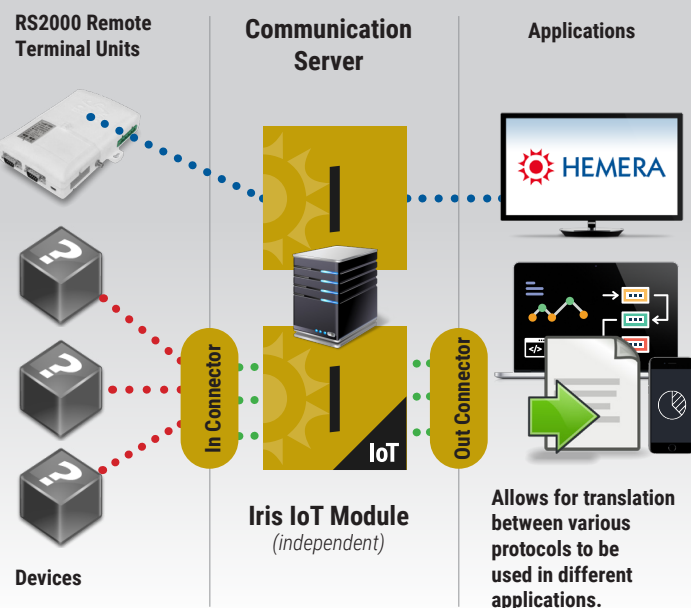 RS2000 Remote
Terminal Units
Communication
Server
Applications
HEMERA
?
?
?
In Connector
IoT
Out Connector
</>
Iris IoT Module
(independent)
Devices
Allows for translation
between various
protocols to be
used in different
applications.